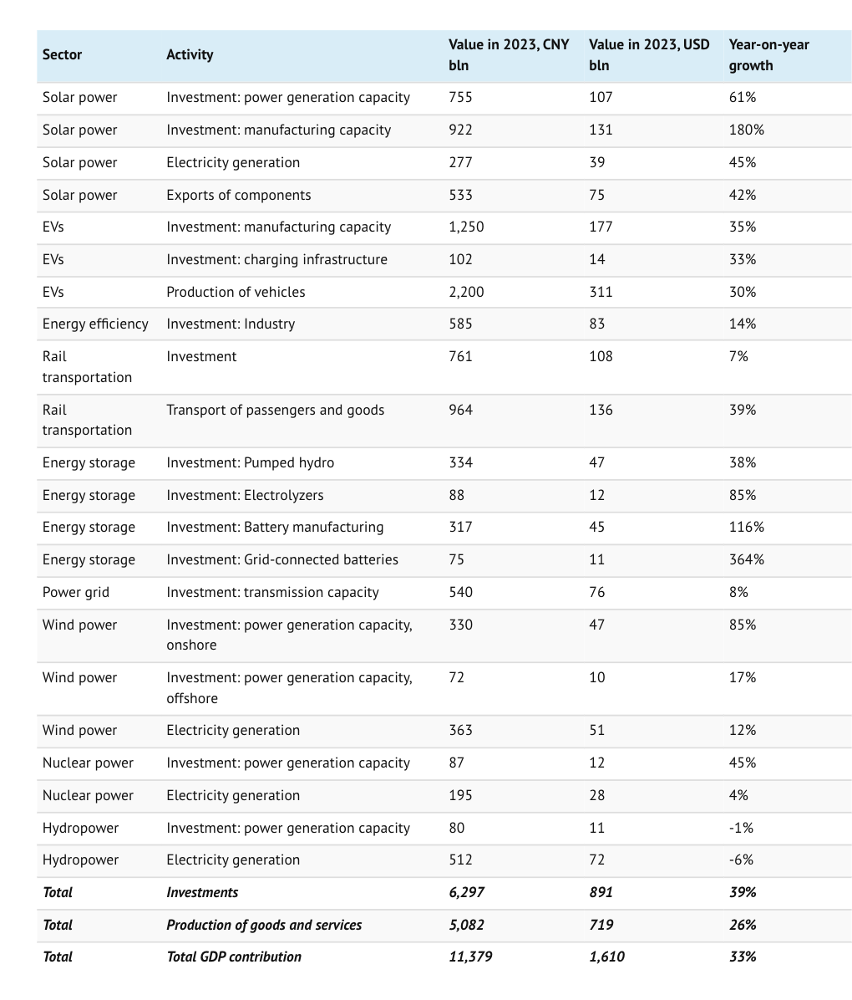 Sector Activity Value in 2023, CNY bln Value in 2023, USD bln Year-on-year growth
Solar power Investment: power generation capacity 755 107 61%
Solar power Investment: manufacturing capacity 922 131 180%
Solar power Electricity generation 277 39 45%
Solar power Exports of components 533 75 42%
EVs Investment: manufacturing capacity 1,250 177 35%
EVs Investment: charging infrastructure 102 14 33%
EVs Production of vehicles 2,200 311 30%
Energy efficiency Investment: Industry 585 83 14%
Rail transportation Investment 761 108 7%
Rail transportation Transport of passengers and goods 964 136 39%
Energy storage Investment: Pumped hydro 334 47 38%
Energy storage Investment: Electrolyzers 88 12 85%
Energy storage Investment: Battery manufacturing 317 45 116%
Energy storage Investment: Grid-connected batteries 75 11 364%
Power grid Investment: transmission capacity 540 76 8%
Wind power Investment: power generation capacity, onshore 330 47 85%
Wind power Investment: power generation capacity, offshore 72 10 17%
Wind power Electricity generation 363 51 12%
Nuclear power Investment: power generation capacity 87 12 45%
Nuclear power Electricity generation 195 28 4%
Hydropower Investment: power generation capacity 80 11 -1%
Hydropower Electricity generation 512 72 -6%
Total Investments 6,297 891 39%
Total Production of goods and services 5,082 719 26%
Total Total GDP contribution 11,379 1,610 33%